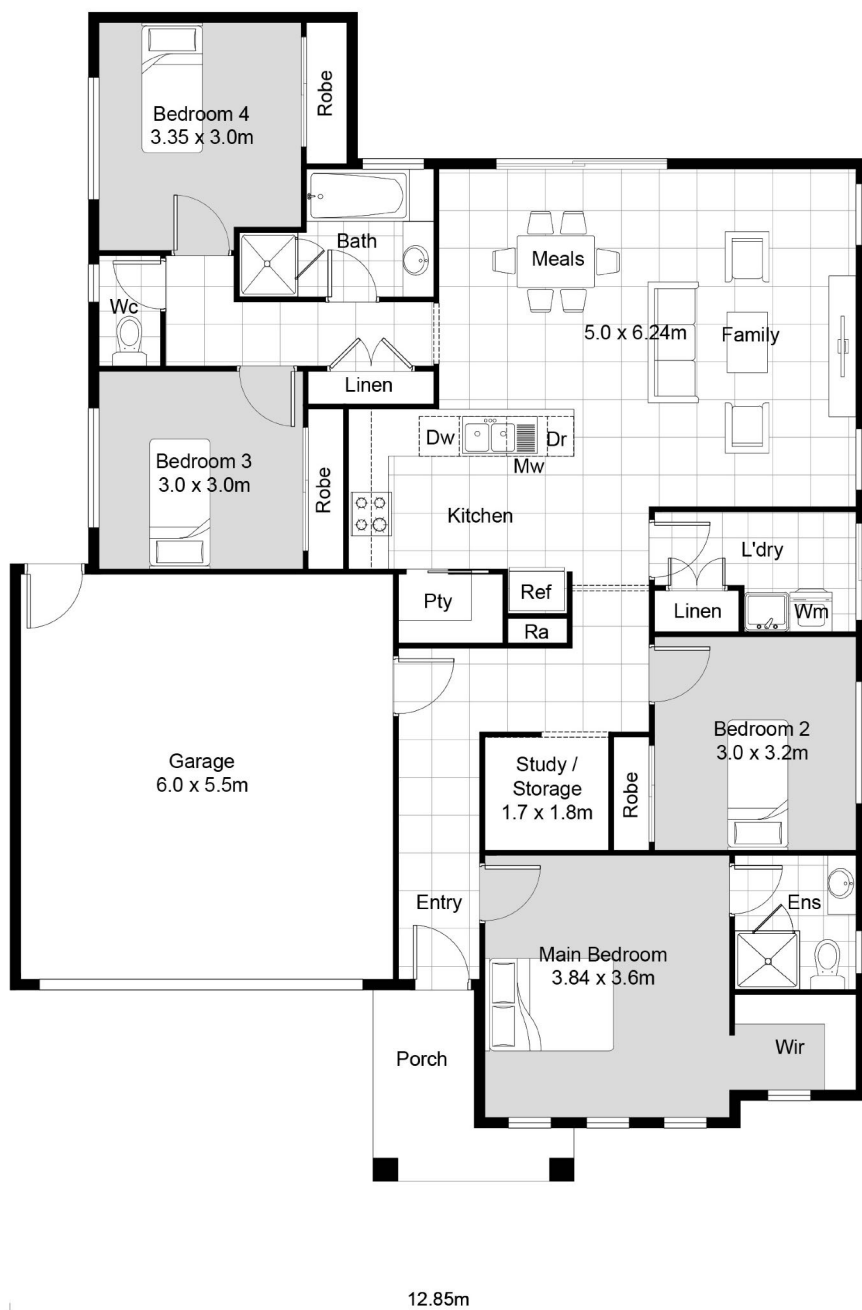 Bedroom 4
3.35 x 3.0m
Robe
Bath
Wc
Meals
5.0 x 6.24m
Family
Linen
Bedroom 3
3.0 x 3.0m
Robe
Dw
Dr
Mw
Kitchen
L'dry
Linen
Wm
Pty
Ref
Ra
Garage
6.0 x 5.5m
Study /
Storage
1.7 x 1.8m
Robe
Bedroom 2
3.0 x 3.2m
Entry
Ens
Main Bedroom
3.84 x 3.6m
Wir
Porch
12.85m